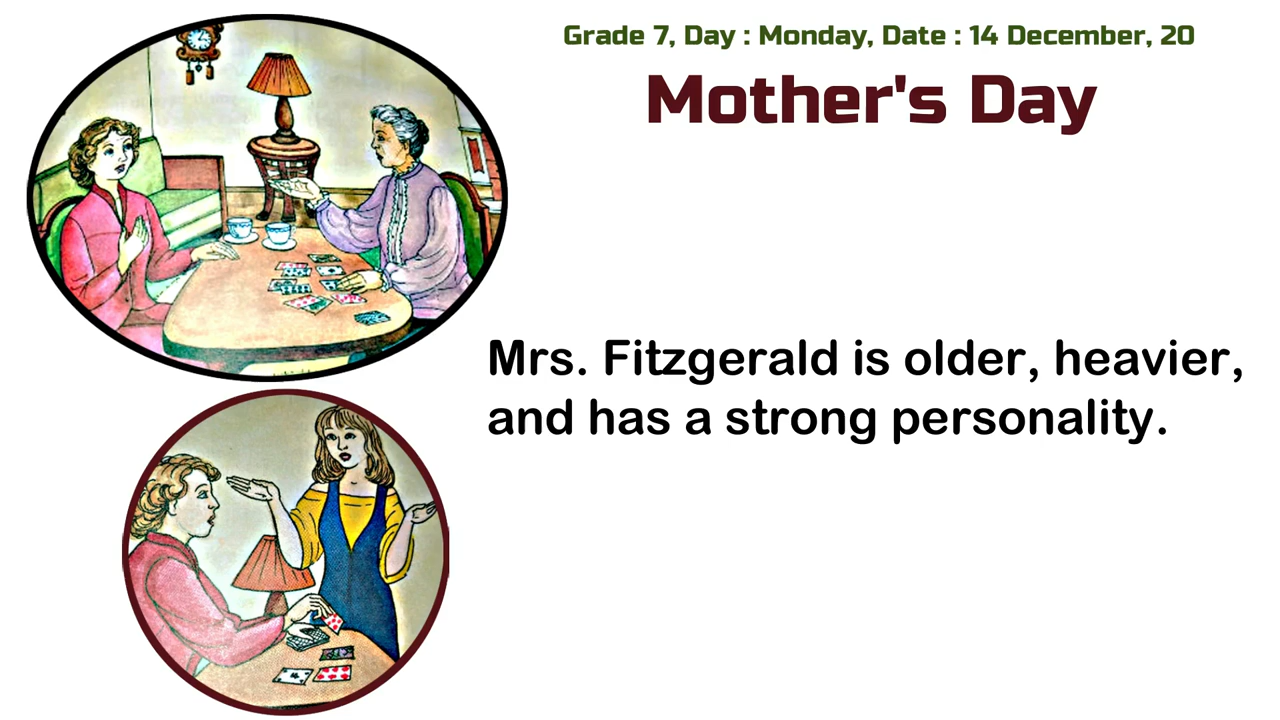 Grade 7, Day : Monday, Date : 14 December, 20
Mother's Day
Mrs. Fitzgerald is older, heavier,
and has a strong personality.